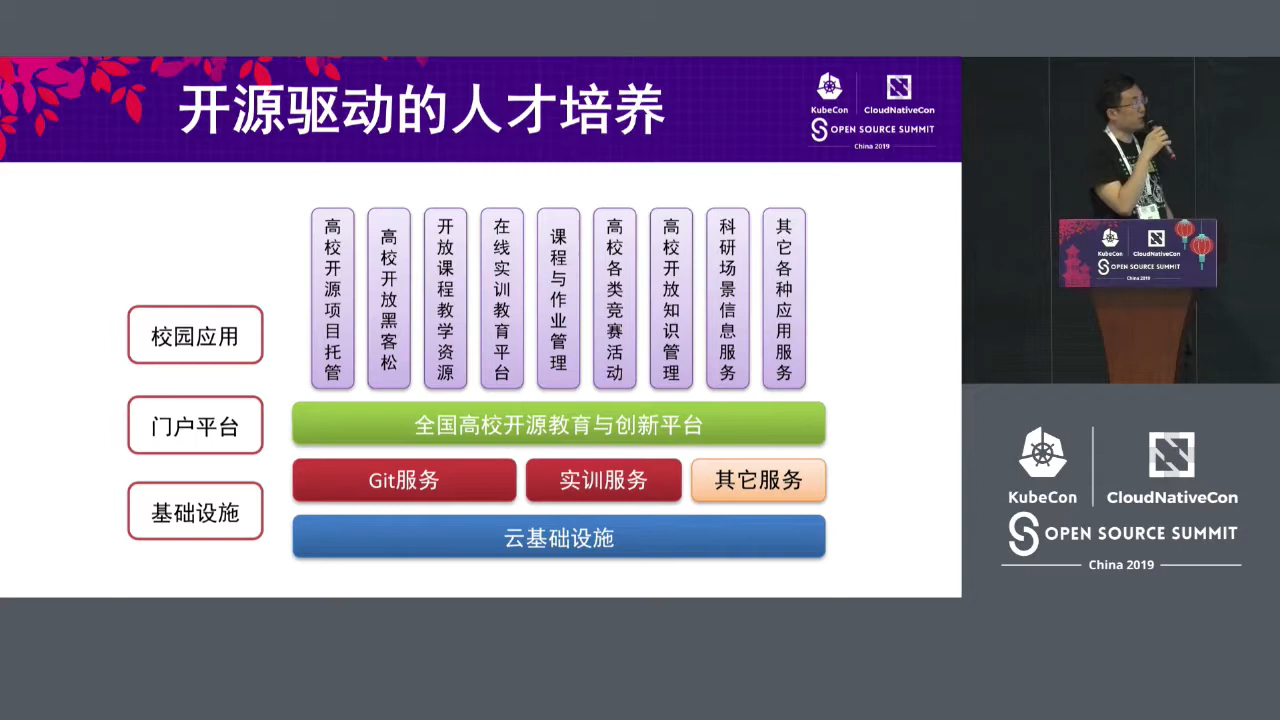 开源驱动的人才培养
KubeCon
CloudNativeCon
OPEN SOURCE SUMMIT
China 2019
高校开源项目托管
高校开放黑客松
开放课程教学资源
在线实训教育平台
课程与作业管理
高校各类竞赛活动
高校开放知识管理
科研场景信息服务
其它各种应用服务
校园应用
门户平台
全国高校开源教育与创新平台
Git服务
实训服务
其它服务
基础设施
云基础设施
KubeCon
CloudNativeCon
OPEN SOURCE SUMMIT
China 2019
KubeCon
CloudNativeCon
OPEN SOURCE SUMMIT
China 2019